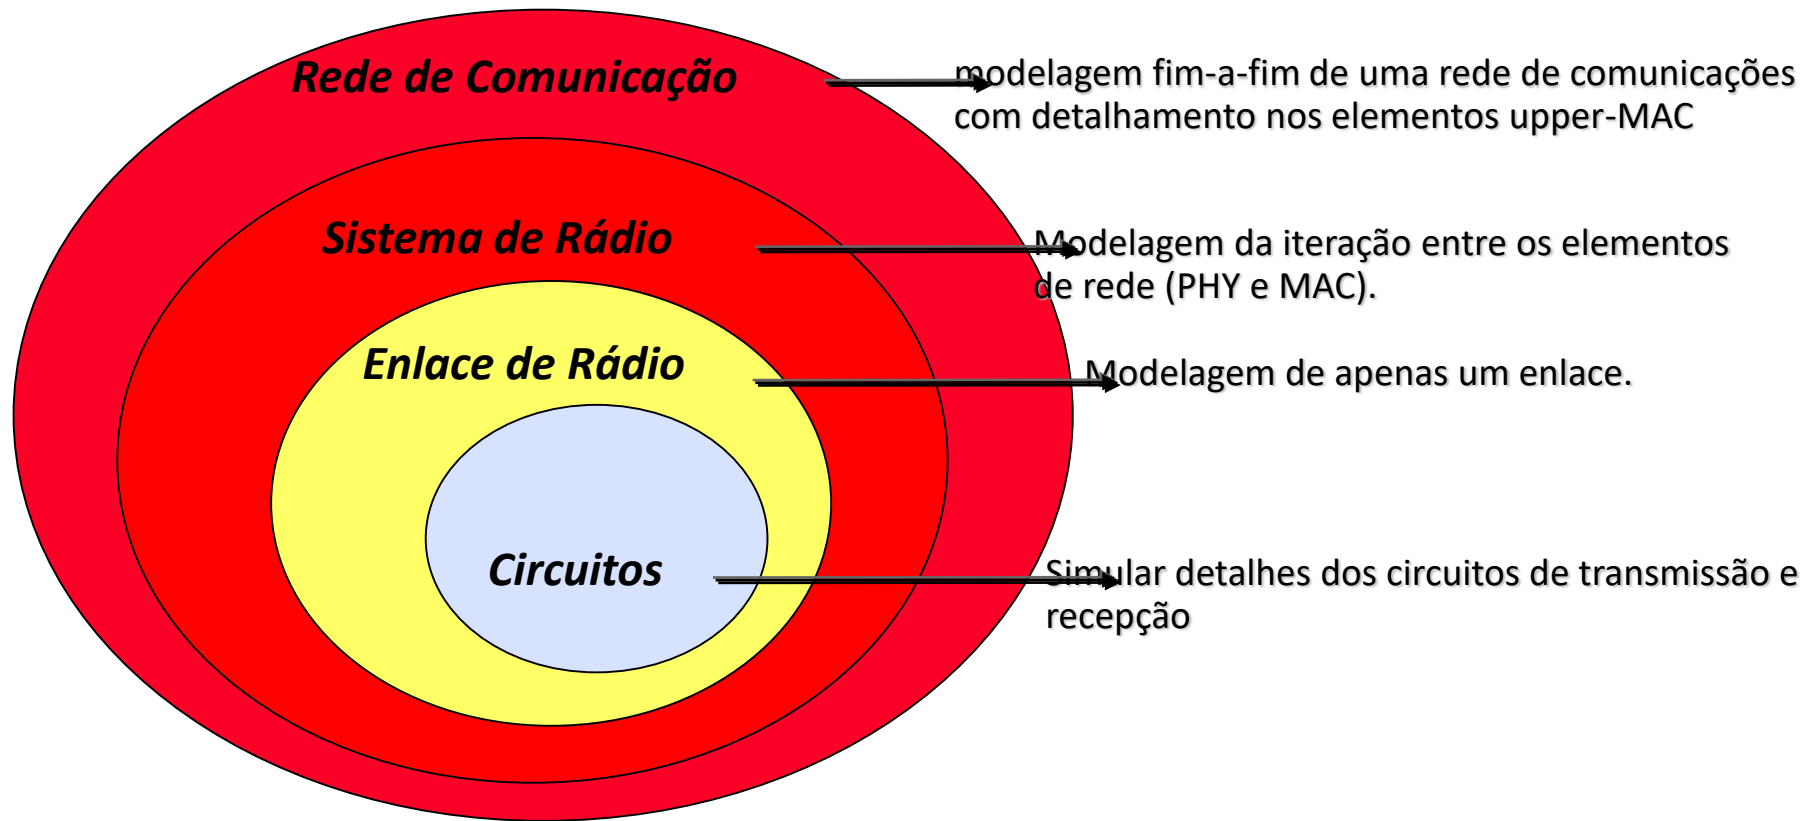 Rede de Comunicação
modelagem fim-a-fim de uma rede de comunicações
com detalhamento nos elementos upper-MAC
Sistema de Rádio
Modelagem da iteração entre os elementos
de rede (PHY e MAC).
Enlace de Rádio
Modelagem de apenas um enlace.
Circuitos
Simular detalhes dos circuitos de transmissão e
recepção